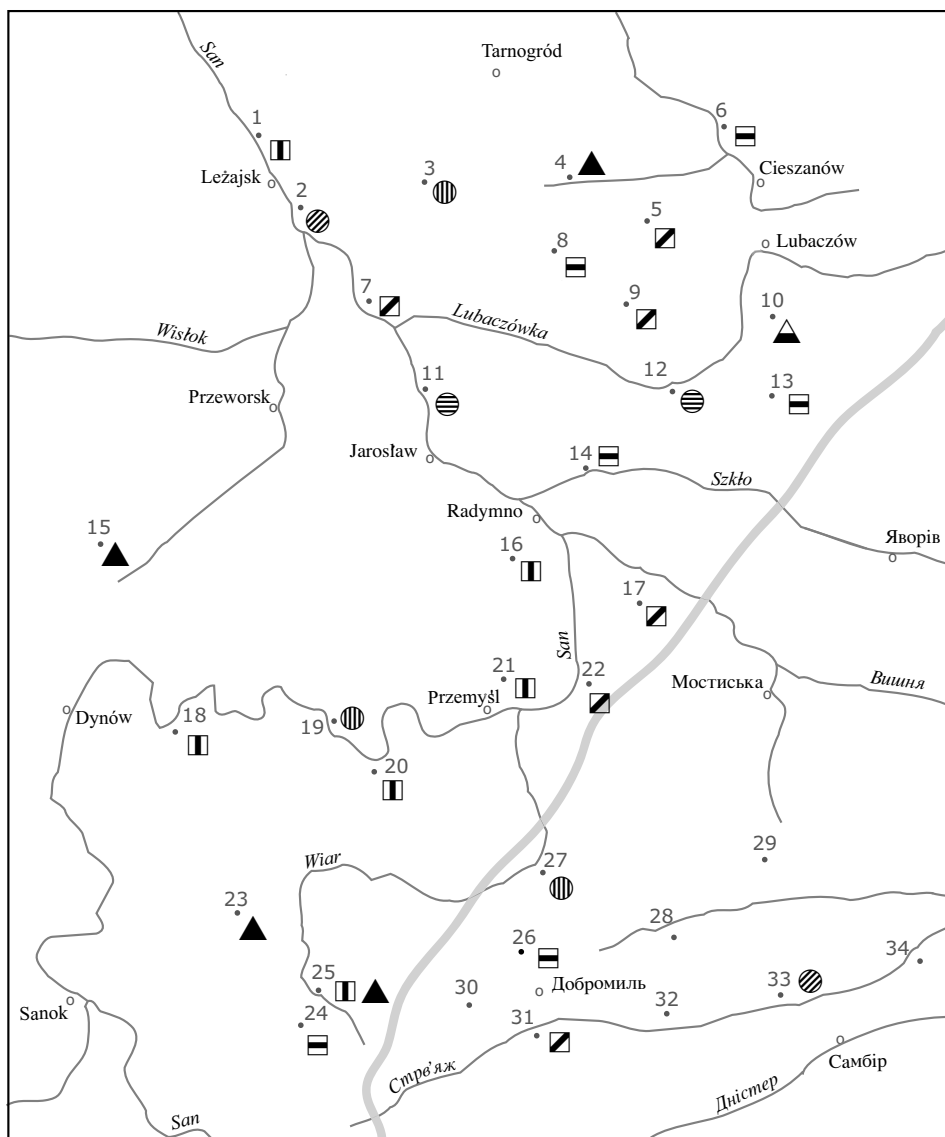 San
Tarnogród
1
6
Leżajsk
2
3
4
Cieszanów
5
8
Lubaczów
7
9
10
Lubaczówka
Wisłok
11
12
13
Przeworsk
Jarosław
14
Szkło
Radymno
15
16
Яворів
17
San
21
22
Мостиська
Вишня
Przemyśl
Dynów
18
19
20
Wiar
27
29
23
28
26
34
25
30
Добромиль
33
32
Sanok
24
31
Стрв’яж
Самбір
Дністер
San